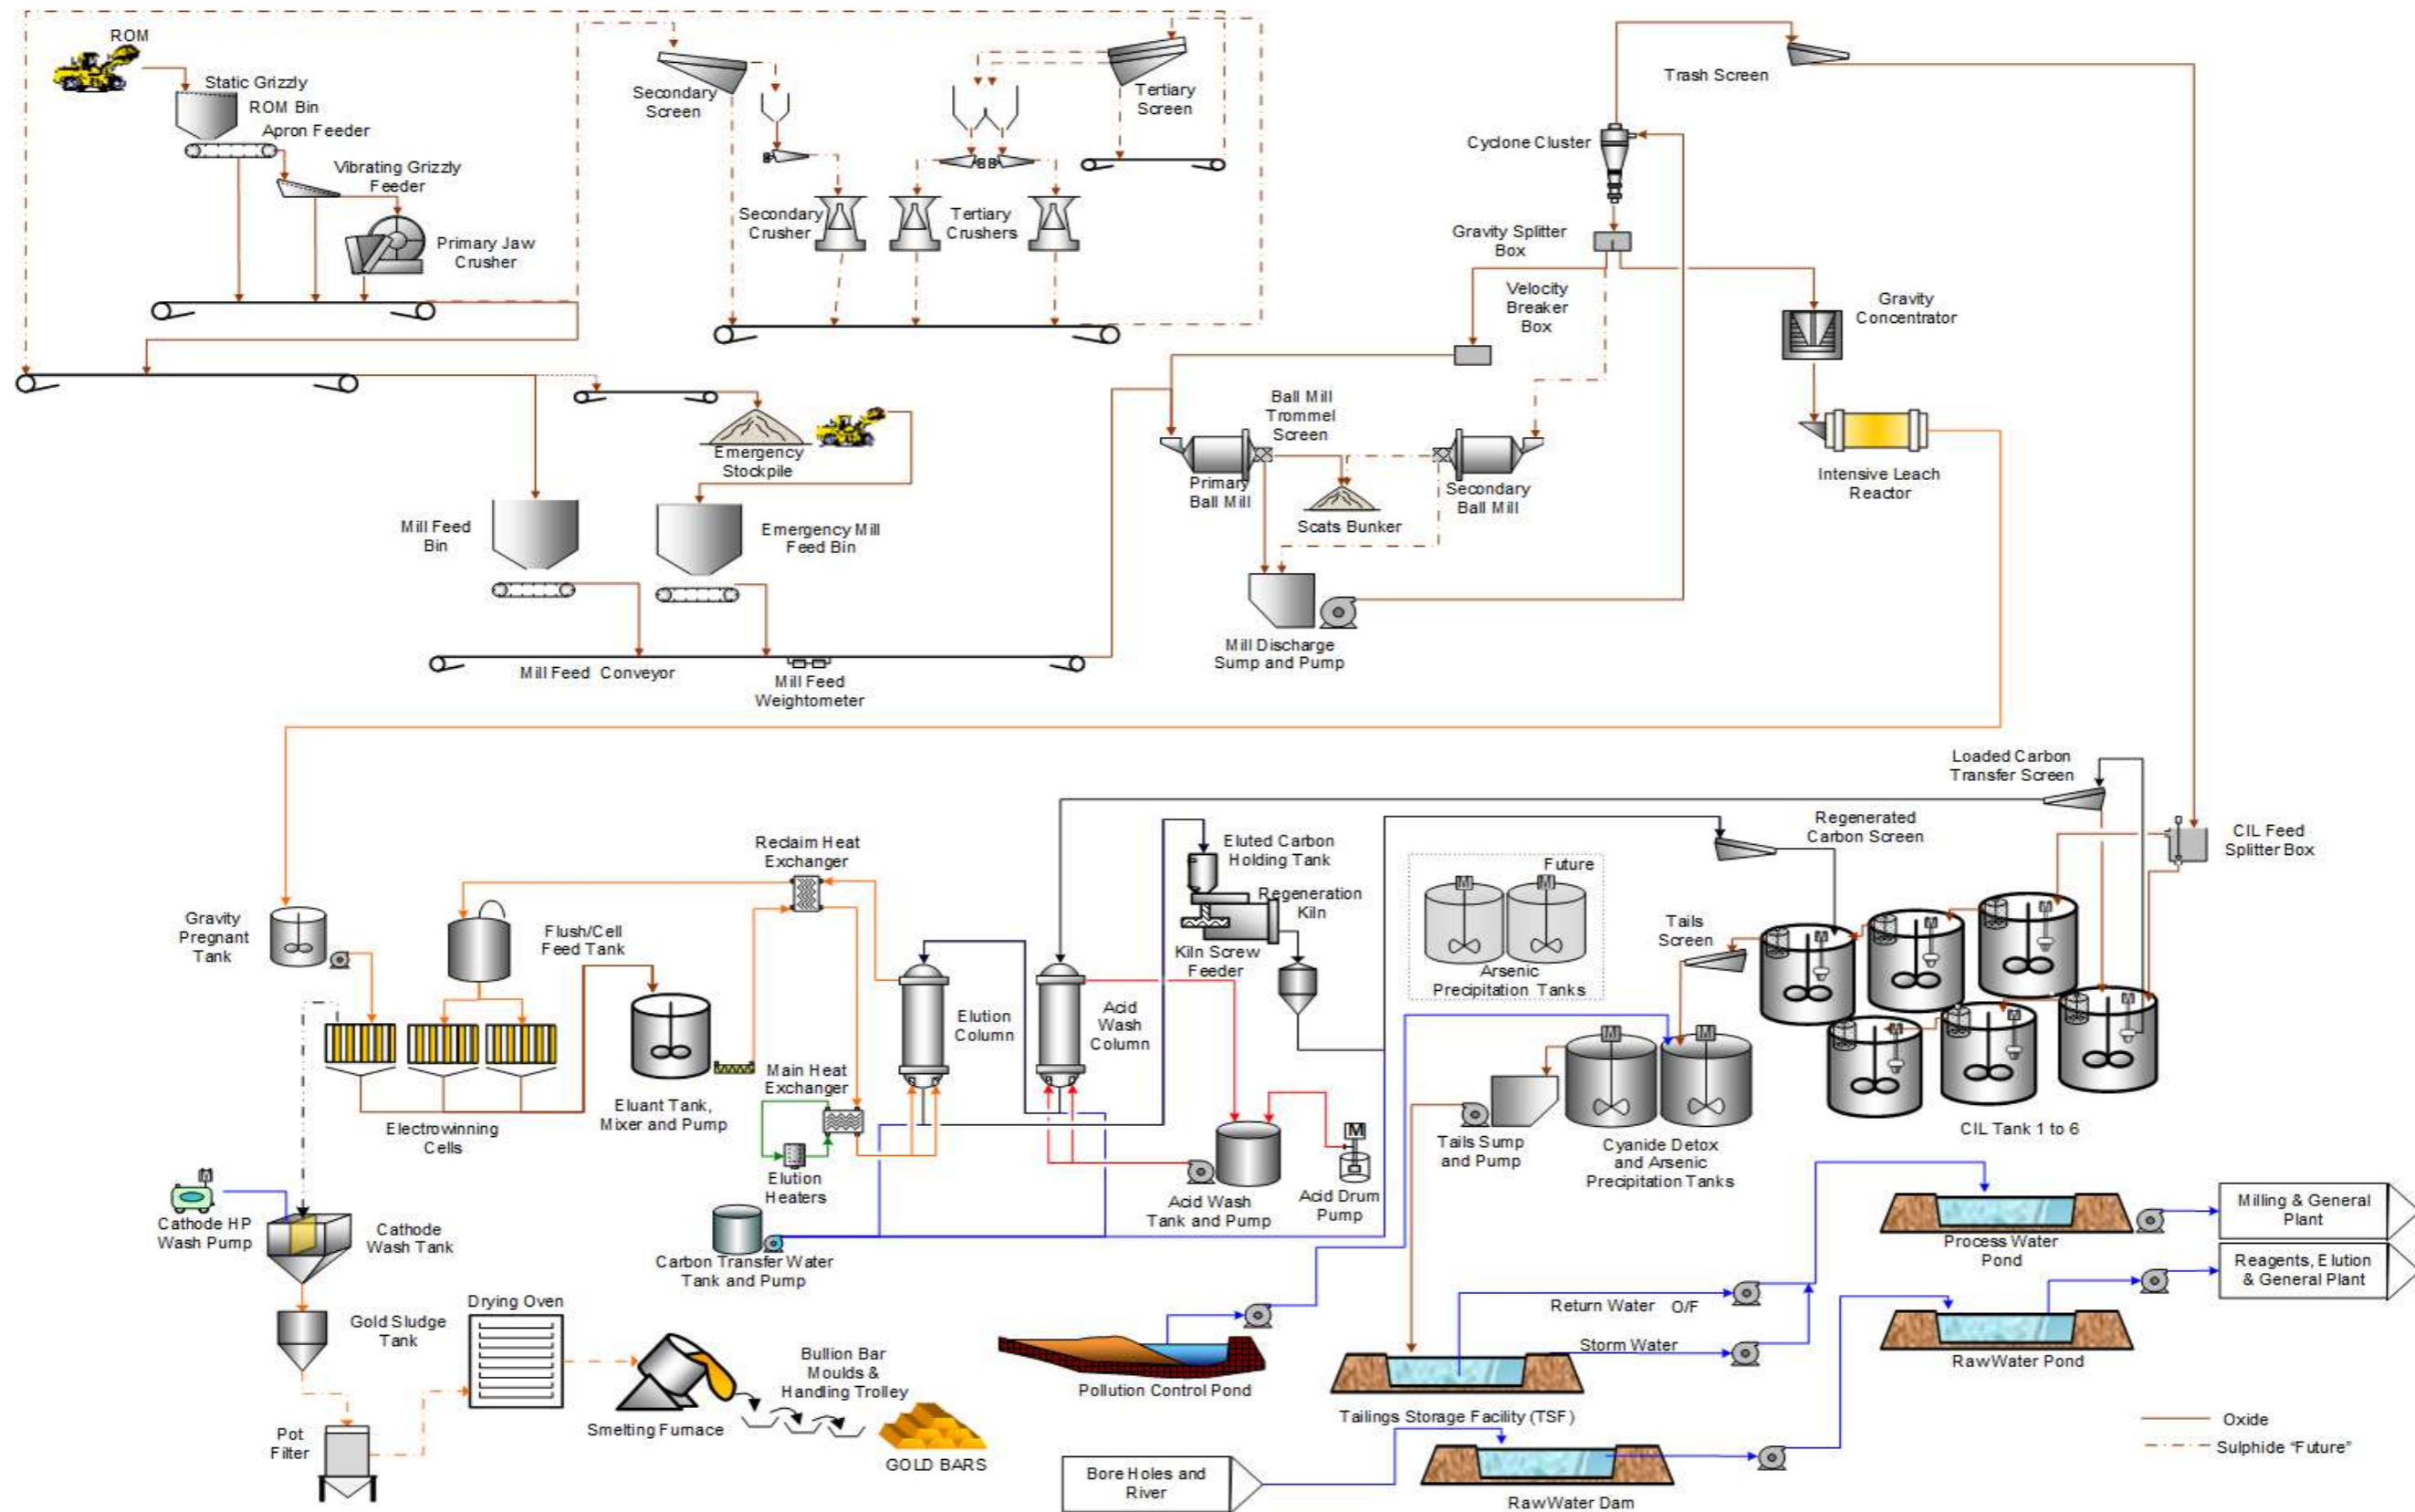 ROM
Static Grizzly
ROM Bin
Apron Feeder
Vibrating Grizzly
Feeder
Primary Jaw
Crusher
Secondary
Screen
Tertiary
Screen
Secondary
Crusher
Tertiary
Crushers
Trash Screen
Cyclone Cluster
Gravity Splitter
Box
Velocity
Breaker
Box
Gravity
Concentrator
Ball Mill
Trommel
Screen
Emergency
Stockpile
Primary
Ball Mill
Secondary
Ball Mill
Scats Bunker
Intensive Leach
Reactor
Mill Feed
Bin
Emergency Mill
Feed Bin
Mill Discharge
Sump and Pump
Mill Feed Conveyor
Mill Feed
Weightometer
Loaded Carbon
Transfer Screen
Regenerated
Carbon Screen
CIL Feed
Splitter Box
Reclaim Heat
Exchanger
Eluted Carbon
Holding Tank
Regeneration
Kiln
Kiln Screw
Feeder
Future
M
M
Arsenic
Precipitation Tanks
Gravity
Pregnant
Tank
Flush/Cell
Feed Tank
Tails
Screen
M
M
M
M
M
M
Elution
Column
Acid
Wash
Column
Main Heat
Exchanger
Eluant Tank,
Mixer and Pump
Electrowinning
Cells
Elution
Heaters
M
M
M
Tails Sump
and Pump
Cyanide Detox
and Arsenic
Precipitation Tanks
CIL Tank 1 to 6
Acid Wash
Tank and Pump
Acid Drum
Pump
M
Cathode HP
Wash Pump
Cathode
Wash Tank
Carbon Transfer Water
Tank and Pump
Process Water
Pond
Milling & General
Plant
Reagents, Elution
& General Plant
Return Water O/F
Storm Water
Raw Water Pond
Gold Sludge
Tank
Drying Oven
Bullion Bar
Moulds &
Handling Trolley
Smelting Furnace
GOLD BARS
Pot
Filter
Pollution Control Pond
Tailings Storage Facility (TSF)
Bore Holes and
River
Raw Water Dam
Oxide
Sulphide "Future"